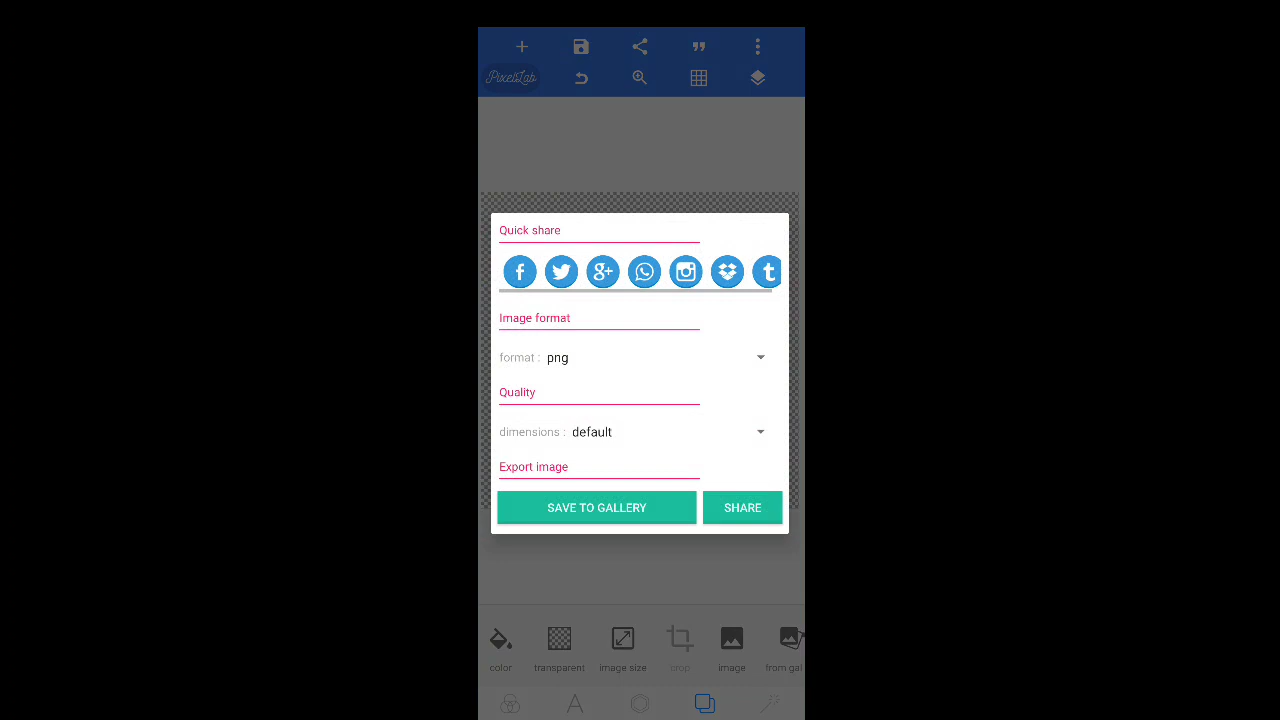 PixelLab
Quick share
Image format
format : png
Quality
dimensions : default
Export image
SAVE TO GALLERY SHARE
color transparent image size crop image from gal